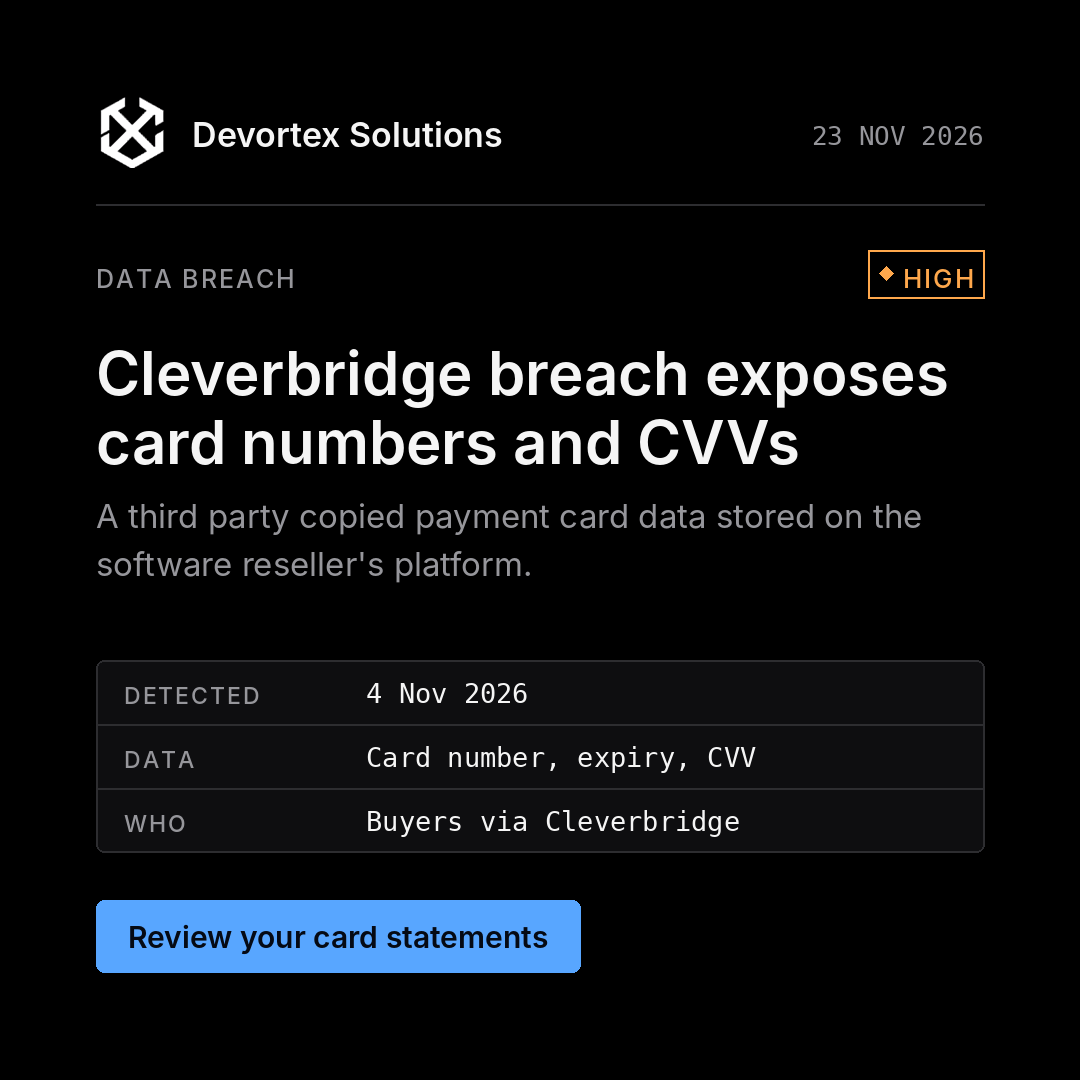 Devortex Solutions
23 NOV 2026
DATA BREACH
HIGH
Cleverbridge breach exposes
card numbers and CVVs
A third party copied payment card data stored on the
software reseller's platform.
DETECTED 4 Nov 2026
DATA Card number, expiry, CVV
WHO Buyers via Cleverbridge
Review your card statements